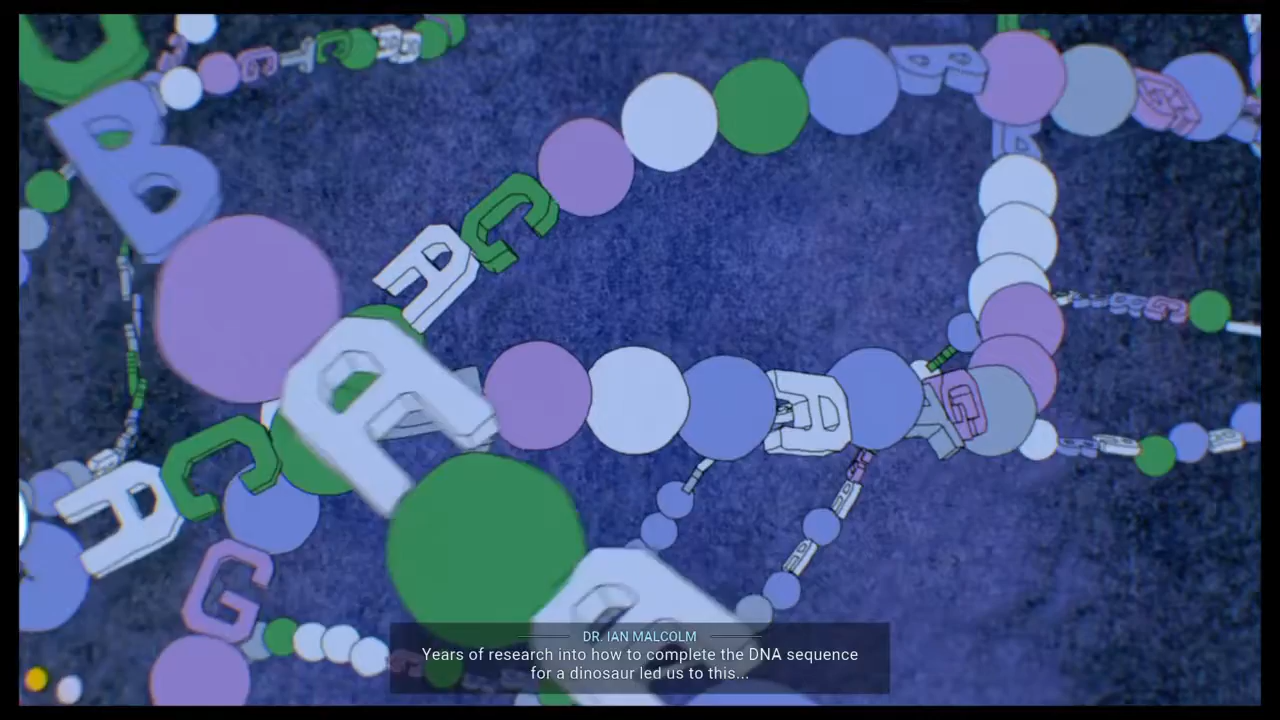 B
B
B
A
C
A
A
C
G
G
DR. IAN MALCOLM
Years of research into how to complete the DNA sequence
for a dinosaur led us to this...